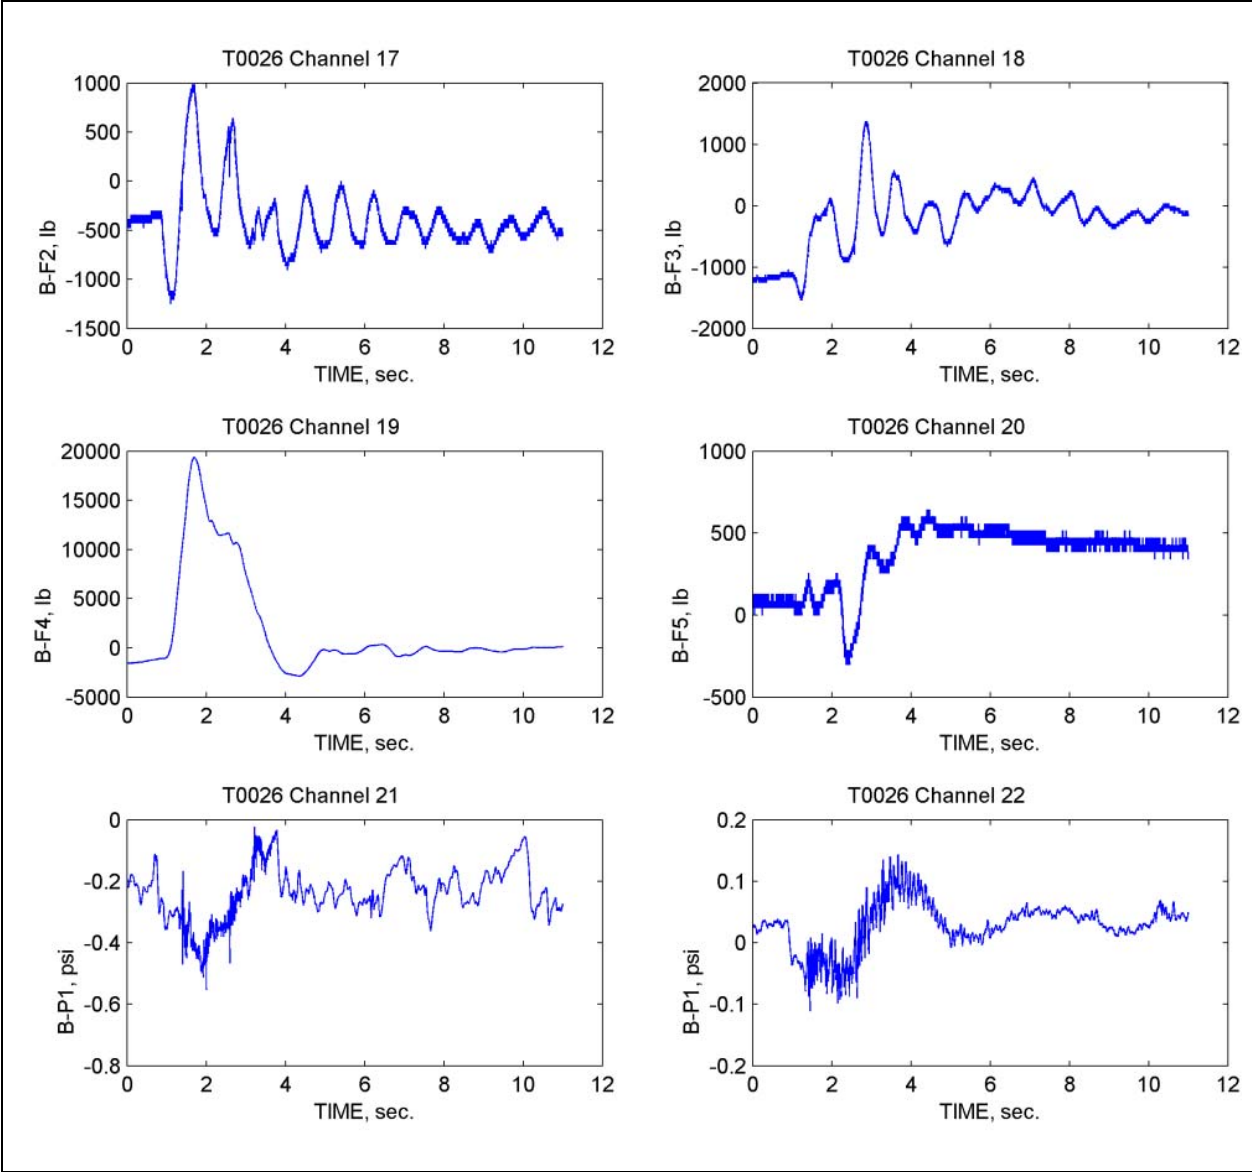 T0026 Channel 17
1000
500
0
-500
-1000
-1500
B-F2, lb
0 2 4 6 8 10 12
TIME, sec.
T0026 Channel 18
2000
1000
0
-1000
-2000
B-F3, lb
0 2 4 6 8 10 12
TIME, sec.
T0026 Channel 19
20000
15000
10000
5000
0
-5000
B-F4, lb
0 2 4 6 8 10 12
TIME, sec.
T0026 Channel 20
1000
500
0
-500
B-F5, lb
0 2 4 6 8 10 12
TIME, sec.
T0026 Channel 21
0
-0.2
-0.4
-0.6
-0.8
B-P1, psi
0 2 4 6 8 10 12
TIME, sec.
T0026 Channel 22
0.2
0.1
0
-0.1
-0.2
B-P1, psi
0 2 4 6 8 10 12
TIME, sec.